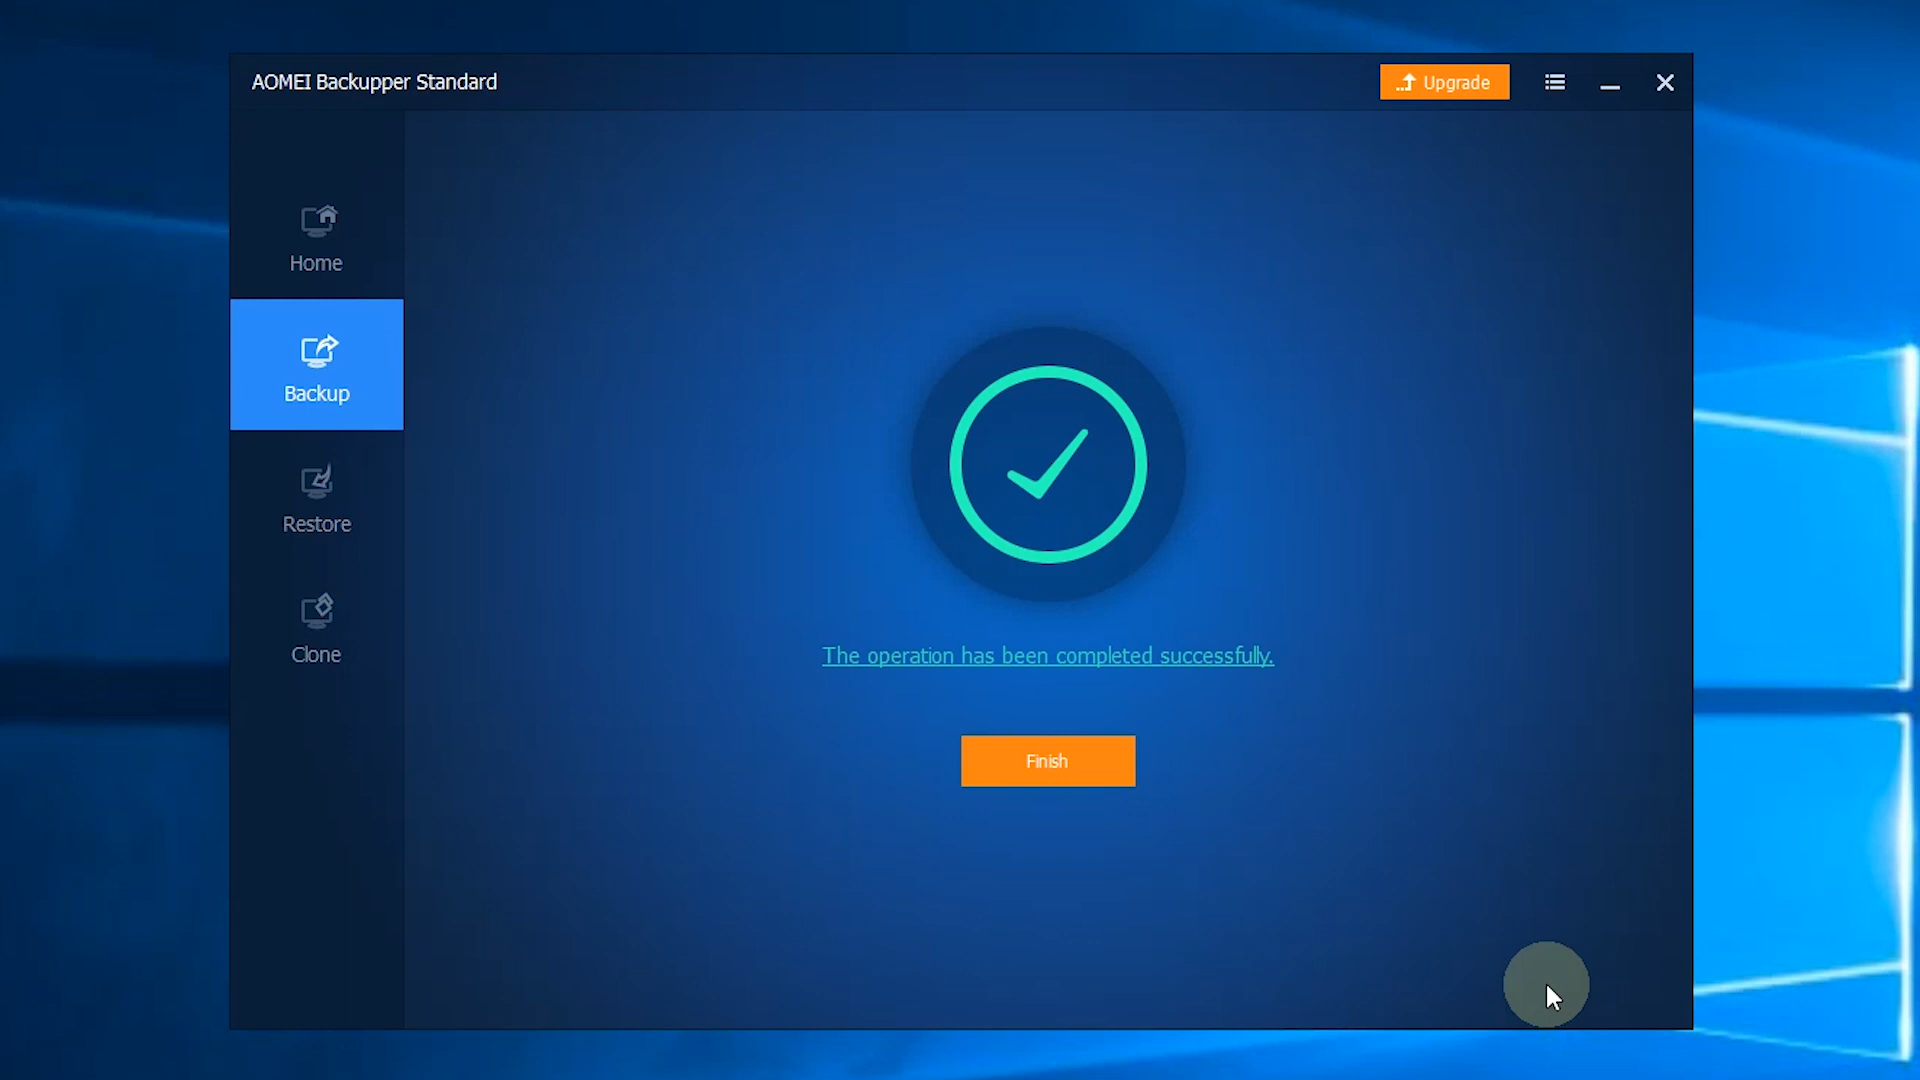 AOMEI Backupper Standard
Upgrade
Home
Backup
Restore
Clone
The operation has been completed successfully.
Finish